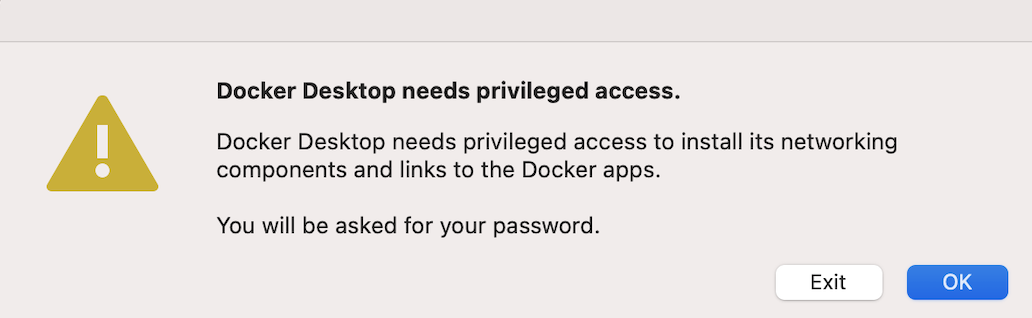 Docker Desktop needs privileged access.
Docker Desktop needs privileged access to install its networking
components and links to the Docker apps.
You will be asked for your password.
Exit
OK